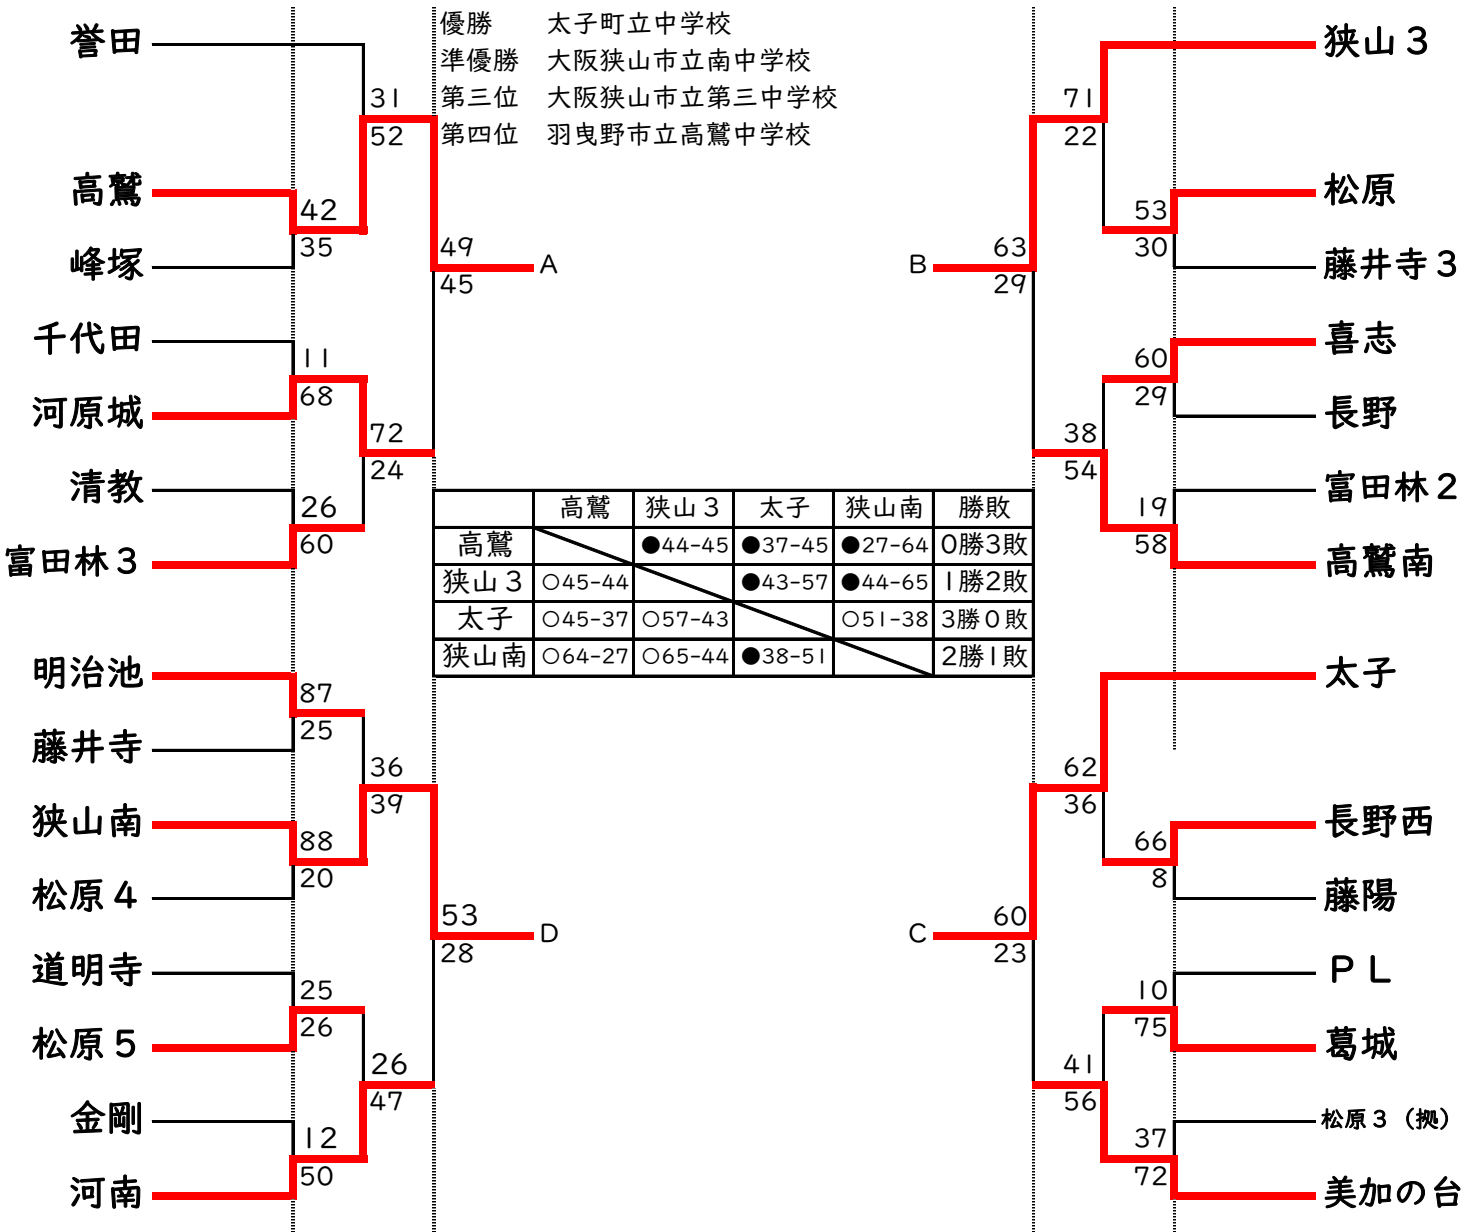 優勝　太子町立中学校
準優勝　大阪狭山市立南中学校
第三位　大阪狭山市立第三中学校
第四位　羽曳野市立高鷲中学校
誉田
31
52
高鷲
42
35
峰塚
49
A
45
千代田
11
河原城
68
72
24
清教
26
富田林３
60
明治池
87
25
藤井寺
36
39
狭山南
88
20
松原４
53
D
28
道明寺
25
松原５
26
26
47
金剛
12
河南
50
狭山３
71
22
松原
53
30
藤井寺３
B
63
29
喜志
60
29
長野
38
54
富田林２
19
58
高鷲南
太子
62
36
長野西
66
8
藤陽
C
60
23
ＰＬ
10
75
葛城
41
56
松原３（拠）
37
72
美加の台
高鷲 狭山３ 太子 狭山南 勝敗
高鷲 ●44-45 ●37-45 ●27-64 0勝3敗
狭山３ ○45-44 ●43-57 ●44-65 1勝2敗
太子 ○45-37 ○57-43 ○51-38 3勝0敗
狭山南 ○64-27 ○65-44 ●38-51 2勝1敗